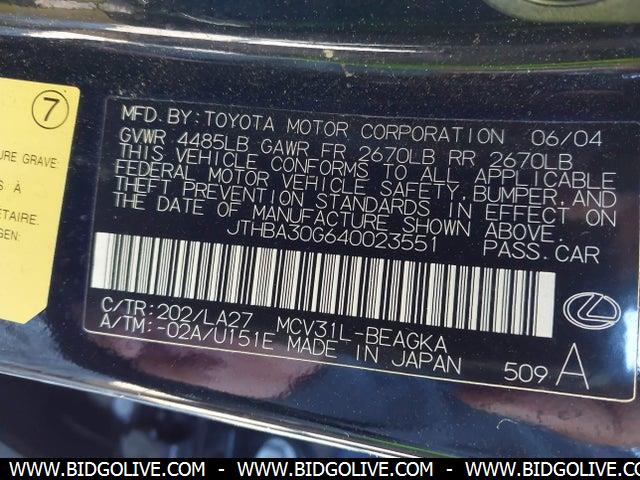 7
URE GRAVE:
S À
ÉTAIRE.
GEN:
MFD.BY:TOYOTA MOTOR CORPORATION 06/04
GVWR 4485LB GAWR FR 2670LB RR 2670LB
THIS VEHICLE CONFORMS TO ALL APPLICABLE
FEDERAL MOTOR VEHICLE SAFETY,BUMPER,AND
THEFT PREVENTION STANDARDS IN EFFECT ON
THE DATE OF MANUFACTURE SHOWN ABOVE.
JTHBA30G640023551 PASS.CAR
C/TR:202/LA27 MCV31L-BEAGKA
A/TM:-02A/U151E MADE IN JAPAN
509 A
WWW.BIDGOLIVE.COM - WWW.BIDGOLIVE.COM - WWW.BIDGOLIVE.COM